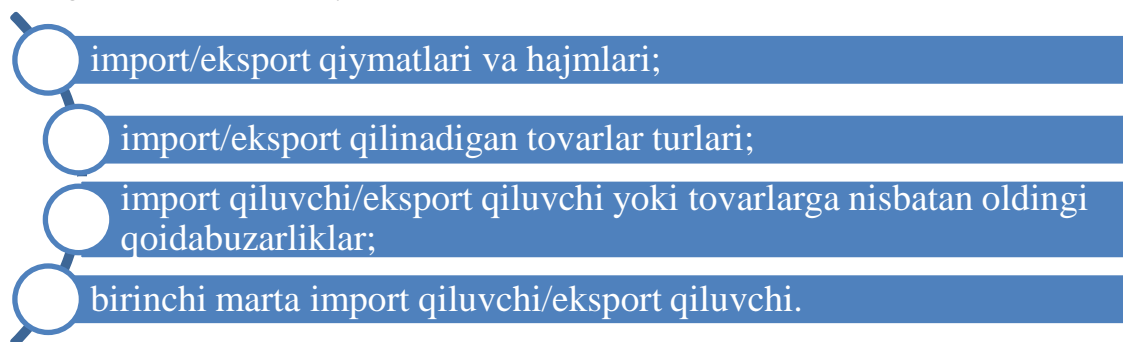 import/eksport qiymatlari va hajmlari;
import/eksport qilinadigan tovarlar turlari;
import qiluvchi/eksport qiluvchi yoki tovarlarga nisbatan oldingi
qoidabuzarliklar;
birinchi marta import qiluvchi/eksport qiluvchi.